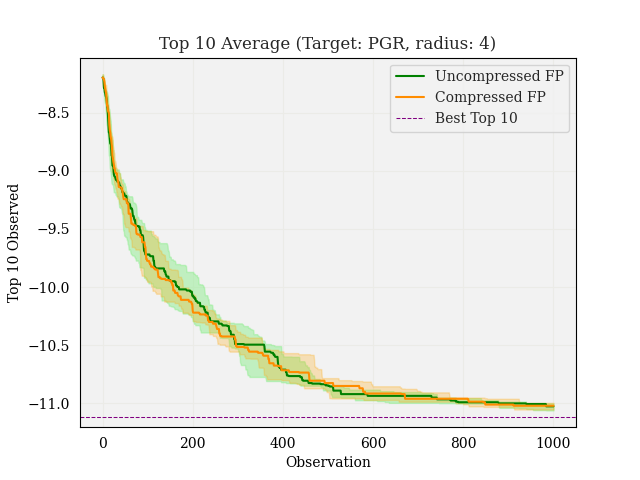 Top 10 Average (Target: PGR, radius: 4)
Uncompressed FP
Compressed FP
Best Top 10
Top 10 Observed
−8.5
−9.0
−9.5
−10.0
−10.5
−11.0
0 200 400 600 800 1000
Observation